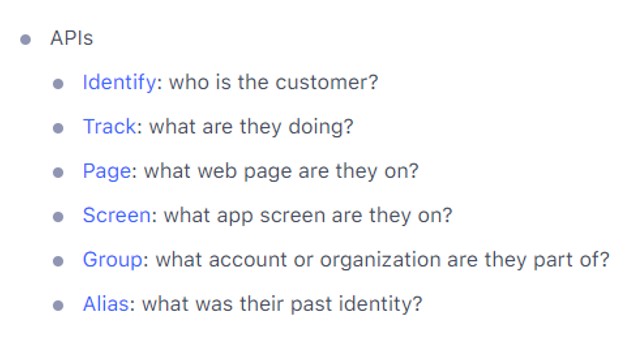 APIs
Identify: who is the customer?
Track: what are they doing?
Page: what web page are they on?
Screen: what app screen are they on?
Group: what account or organization are they part of?
Alias: what was their past identity?